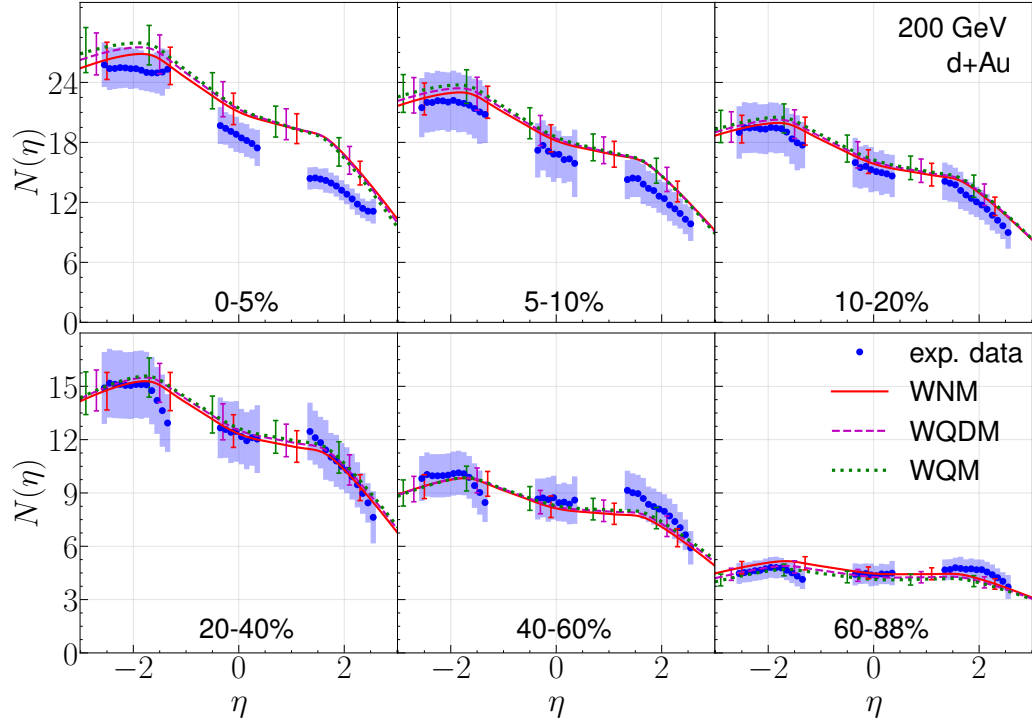 200 GeV
d+Au
N(η)
24
18
12
6
0
0-5%
5-10%
10-20%
N(η)
15
12
9
6
3
0
20-40%
40-60%
60-88%
exp. data
WNM
WQDM
WQM
−2 0 2 −2 0 2 −2 0 2
η η η